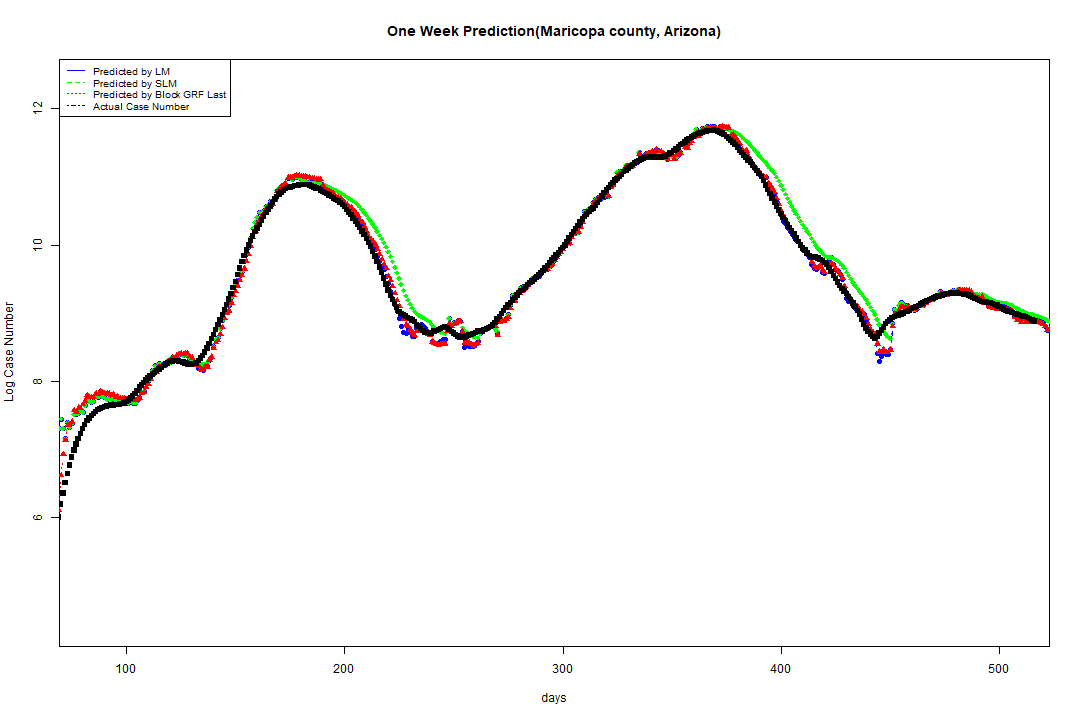 One Week Prediction(Maricopa county, Arizona)
Predicted by LM
Predicted by SLM
Predicted by Block GRF Last
Actual Case Number
12
10
8
6
Log Case Number
100 200 300 400 500
days